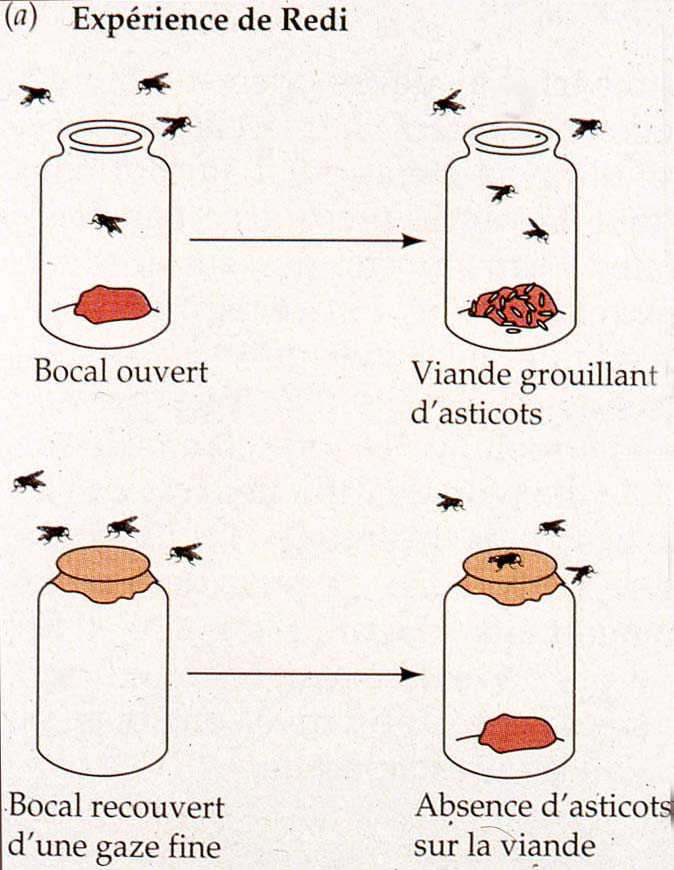 (a) Expérience de Redi
Bocal ouvert
Viande grouillant
d'asticots
Bocal recouvert
d'une gaze fine
Absence d'asticots
sur la viande